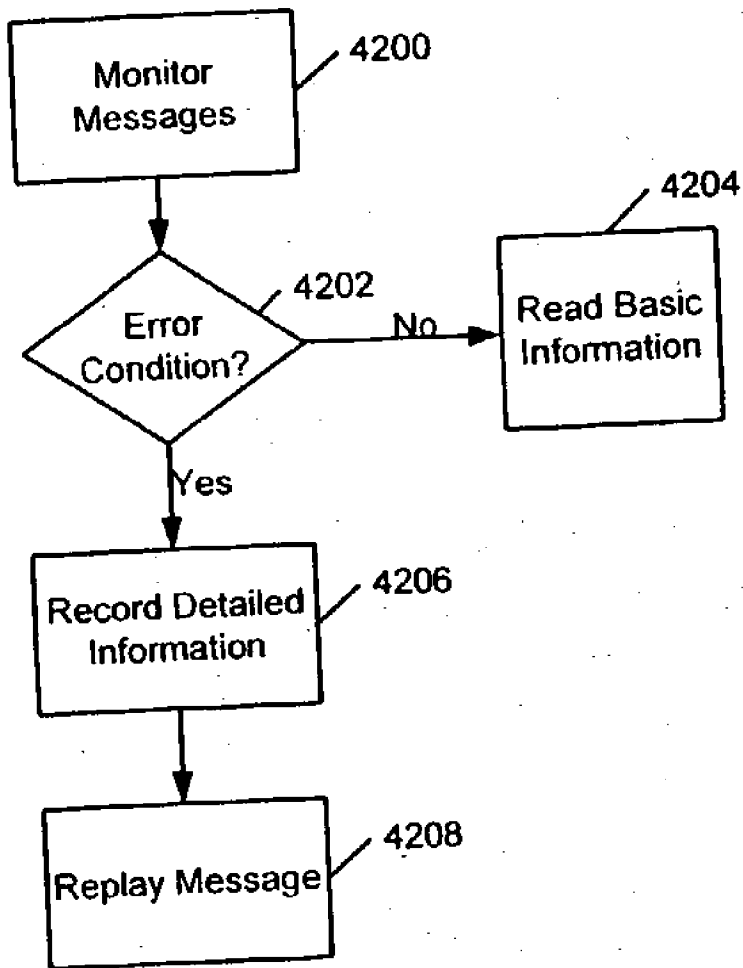 4200
Monitor
Messages
4204
4202
Error
Condition?
No
Read Basic
Information
Yes
4206
Record Detailed
Information
4208
Replay Message